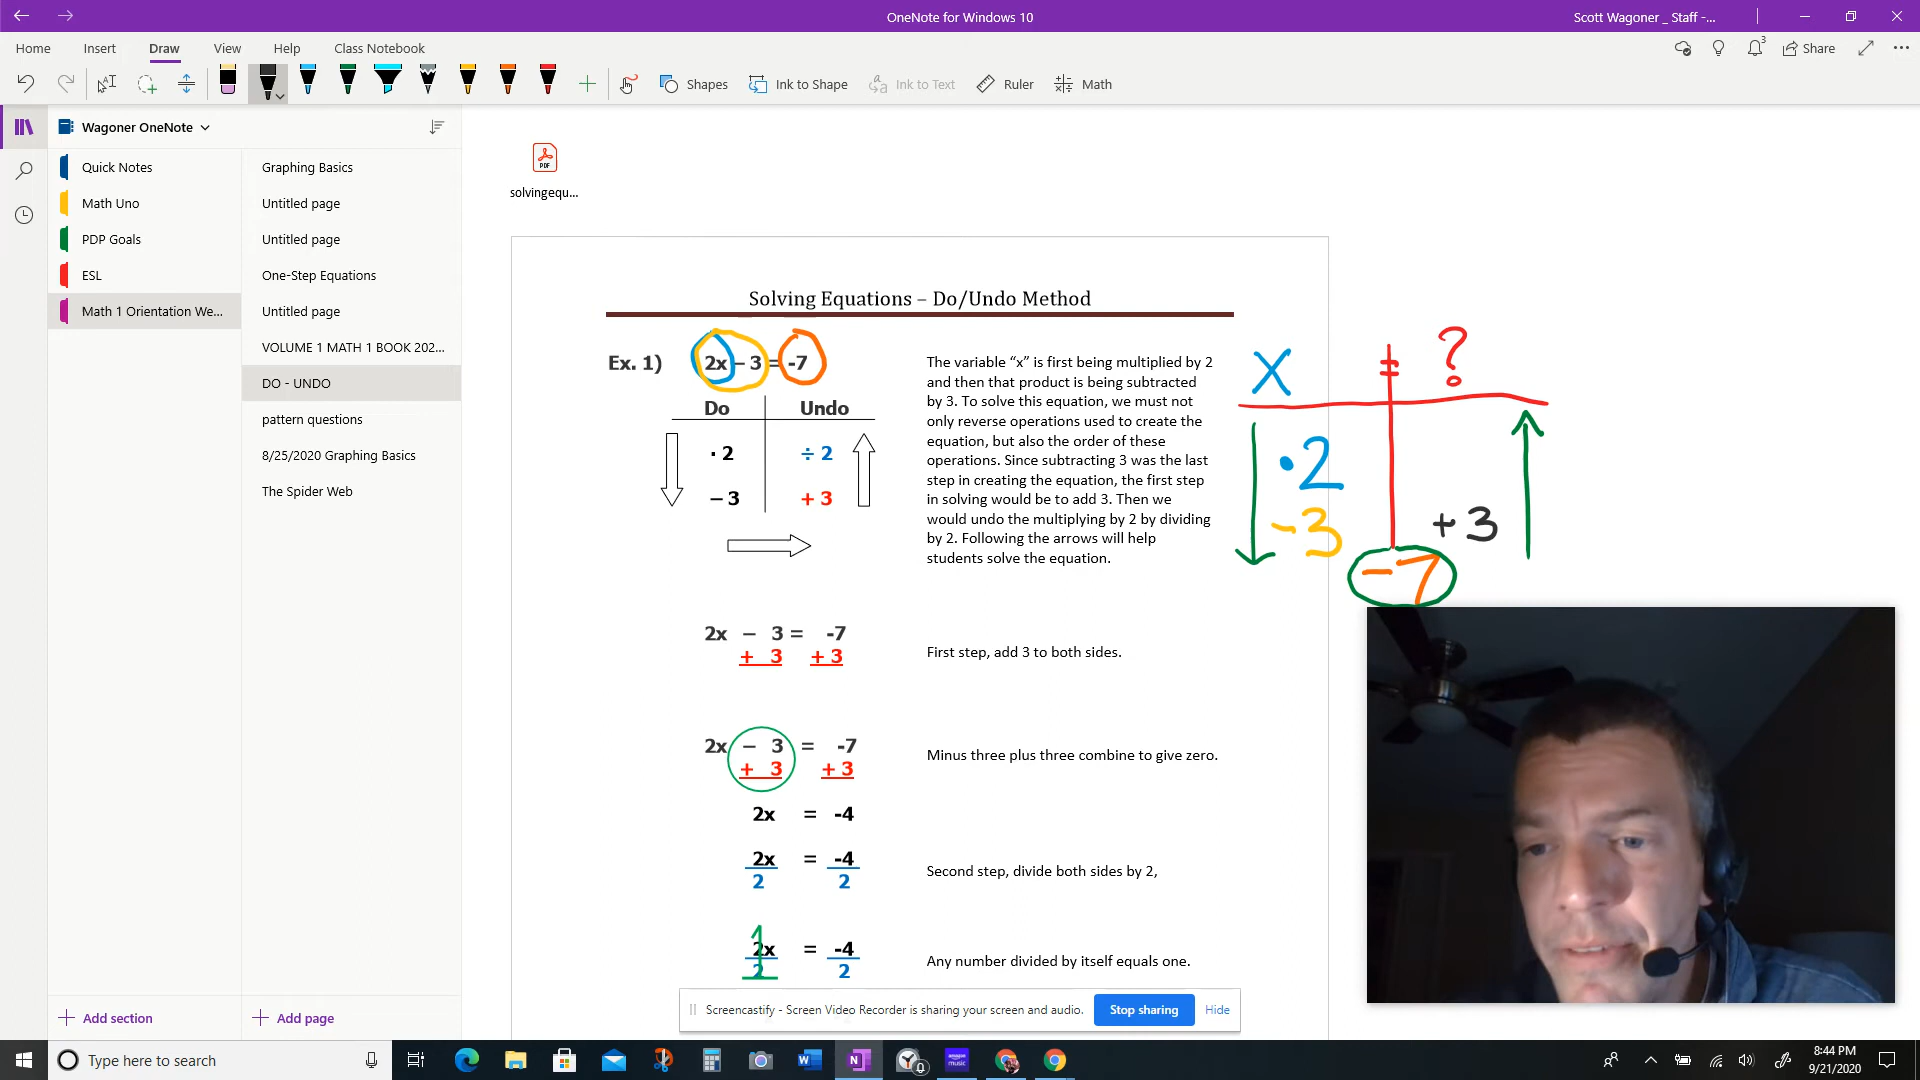 OneNote for Windows 10
Scott Wagoner _ Staff -...
Home Insert Draw View Help Class Notebook
3
Share
Shapes Ink to Shape Ink to Text Ruler Math
Wagoner OneNote
Quick Notes
Math Uno
PDP Goals
ESL
Math 1 Orientation We...
Graphing Basics
Untitled page
Untitled page
One-Step Equations
Untitled page
VOLUME 1 MATH 1 BOOK 202...
DO - UNDO
pattern questions
8/25/2020 Graphing Basics
The Spider Web
Add section
Add page
PDF
solvingequ...
Solving Equations – Do/Undo Method
Ex. 1) 2x – 3 = -7
Do Undo
· 2 ÷ 2
– 3 + 3
The variable “x” is first being multiplied by 2
and then that product is being subtracted
by 3. To solve this equation, we must not
only reverse operations used to create the
equation, but also the order of these
operations. Since subtracting 3 was the last
step in creating the equation, the first step
in solving would be to add 3. Then we
would undo the multiplying by 2 by dividing
by 2. Following the arrows will help
students solve the equation.
X = ?
·2
-3 +3
-7
2x – 3 = -7
+ 3 + 3
First step, add 3 to both sides.
2x – 3 = -7
+ 3 + 3
Minus three plus three combine to give zero.
2x = -4
2x = -4
2 2
Second step, divide both sides by 2,
1
2x = -4
2 2
Any number divided by itself equals one.
Screencastify - Screen Video Recorder is sharing your screen and audio.
Stop sharing
Hide
Type here to search
8:44 PM
9/21/2020